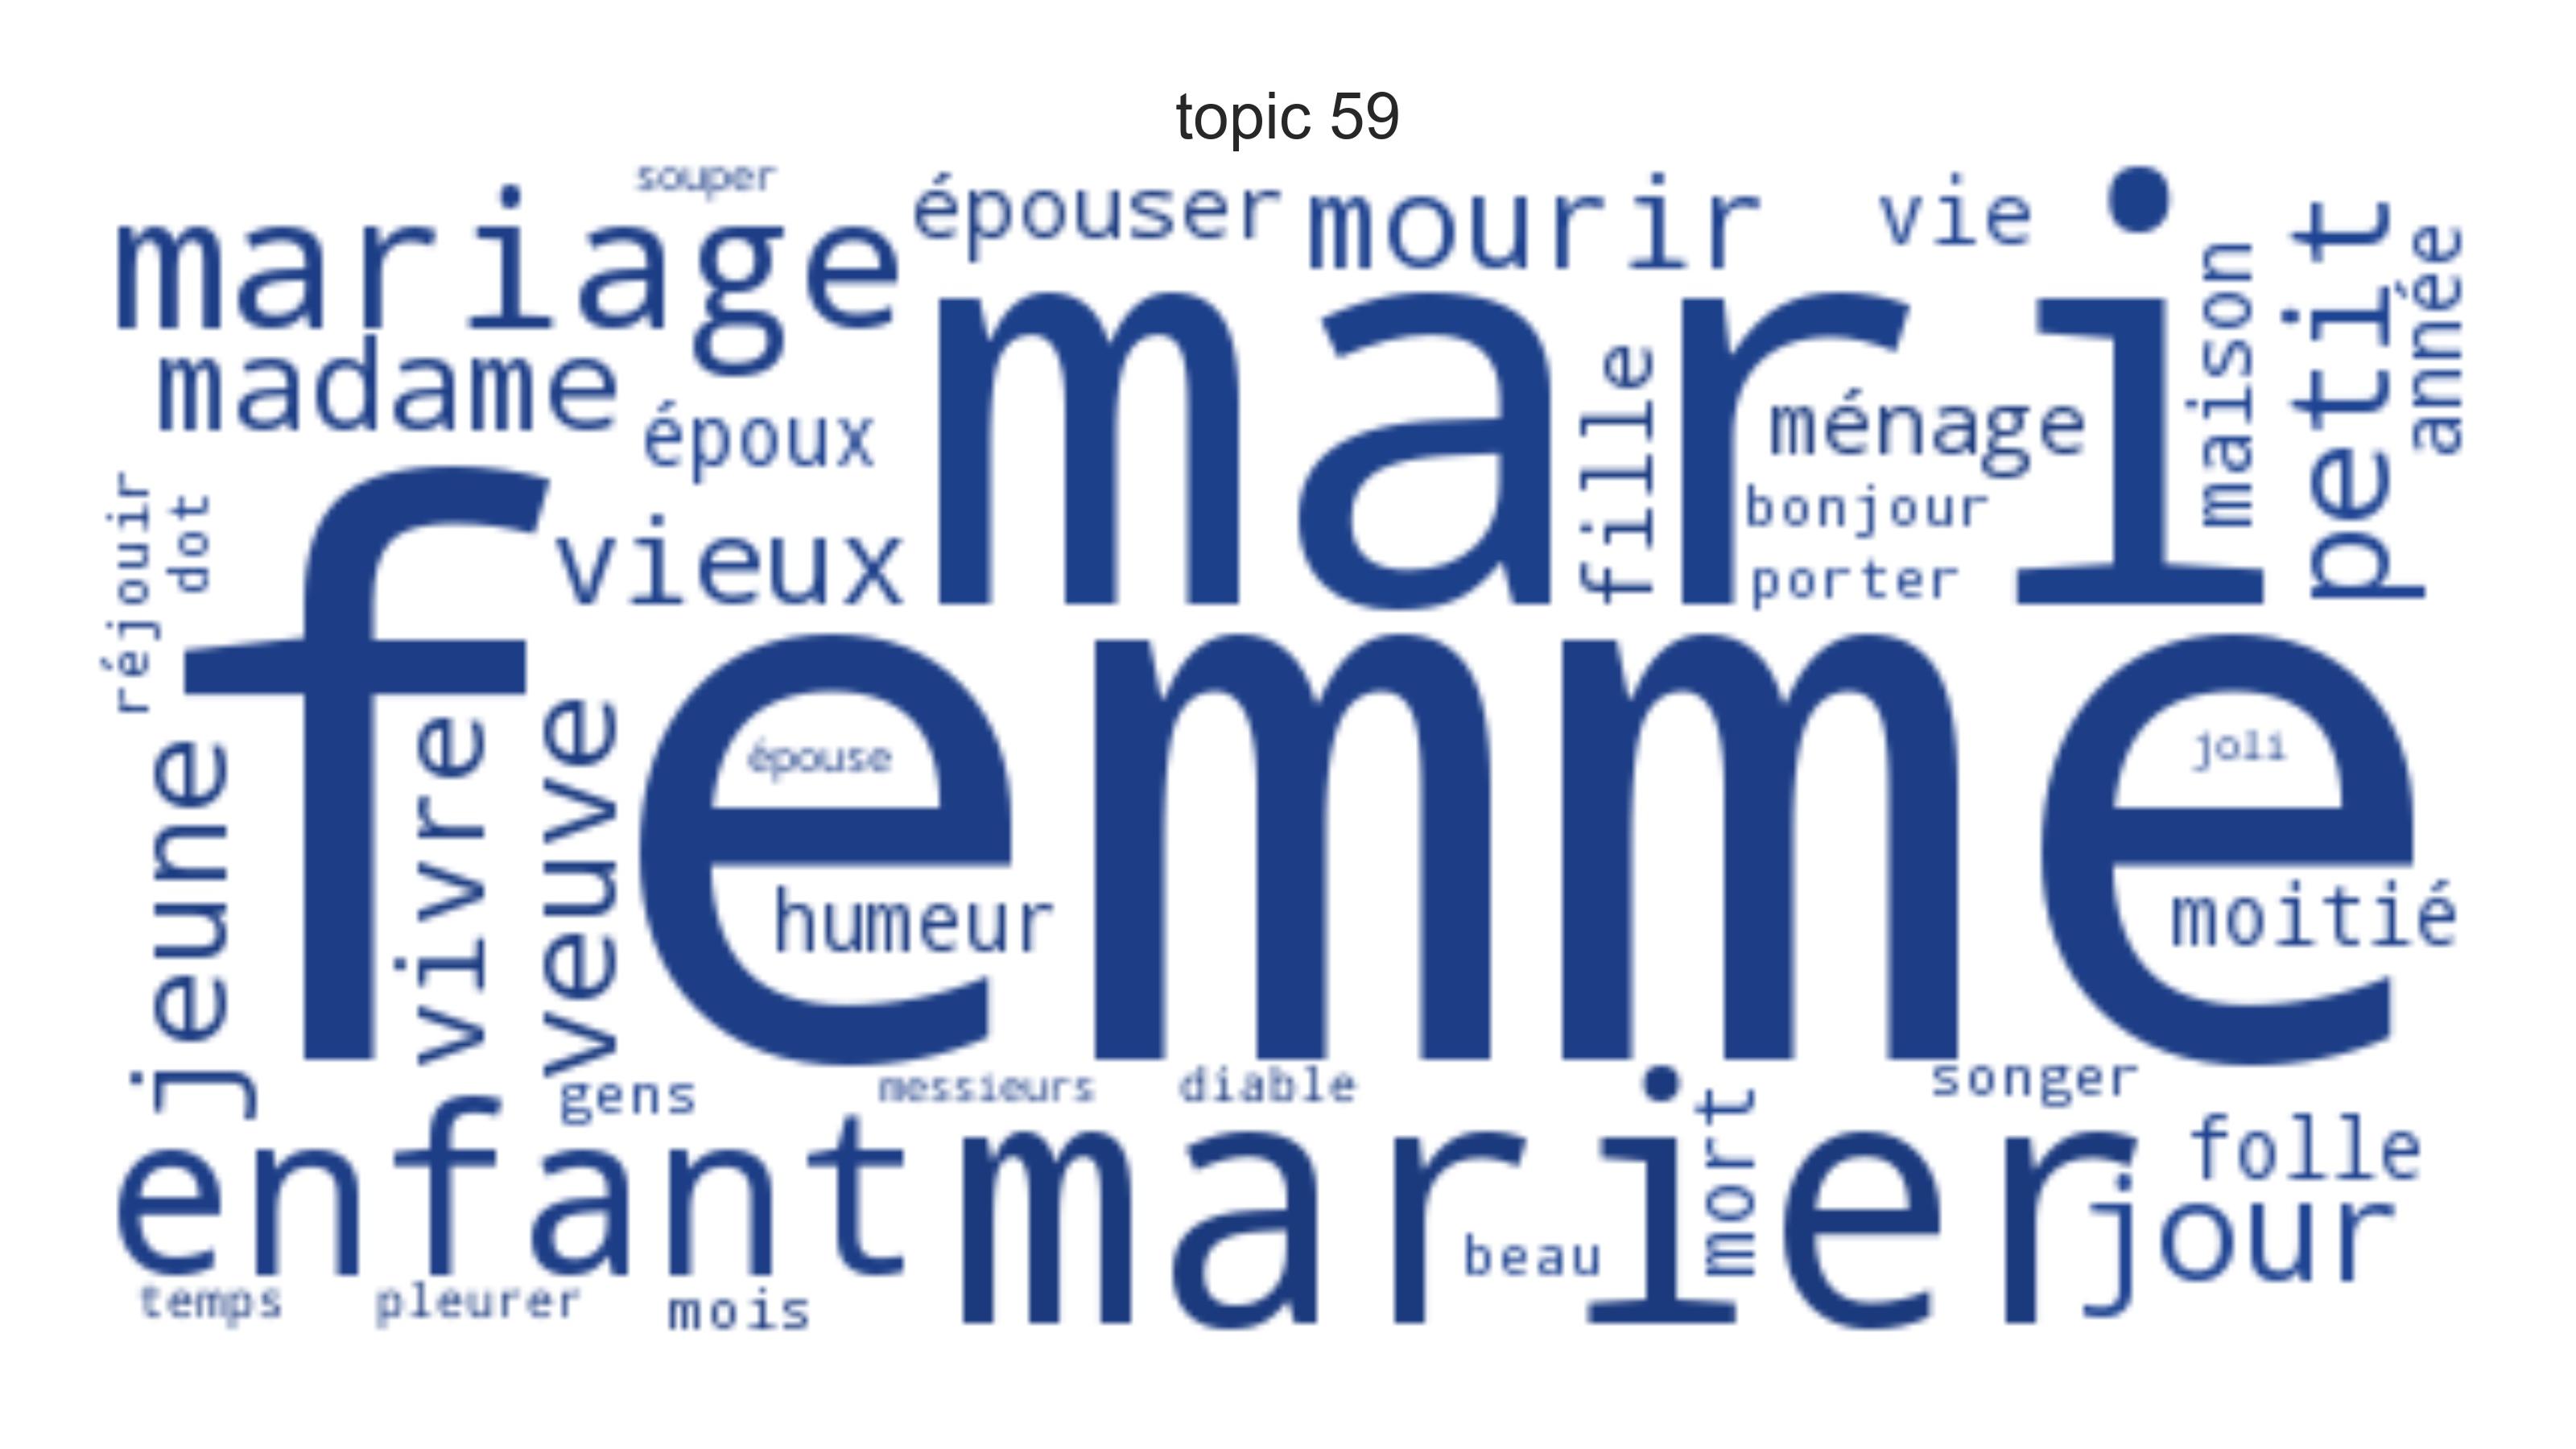 topic 59
souper
mariage
épouser
mourir
vie
mari
maison
petit
année
madame
époux
fille
ménage
bonjour
porter
réjouir
dot
vieux
femme
jeune
vivre
veuve
épouse
joli
humeur
moitié
gens
messieurs
diable
songer
enfant
marier
mort
folle
beau
jour
temps
pleurer
mois